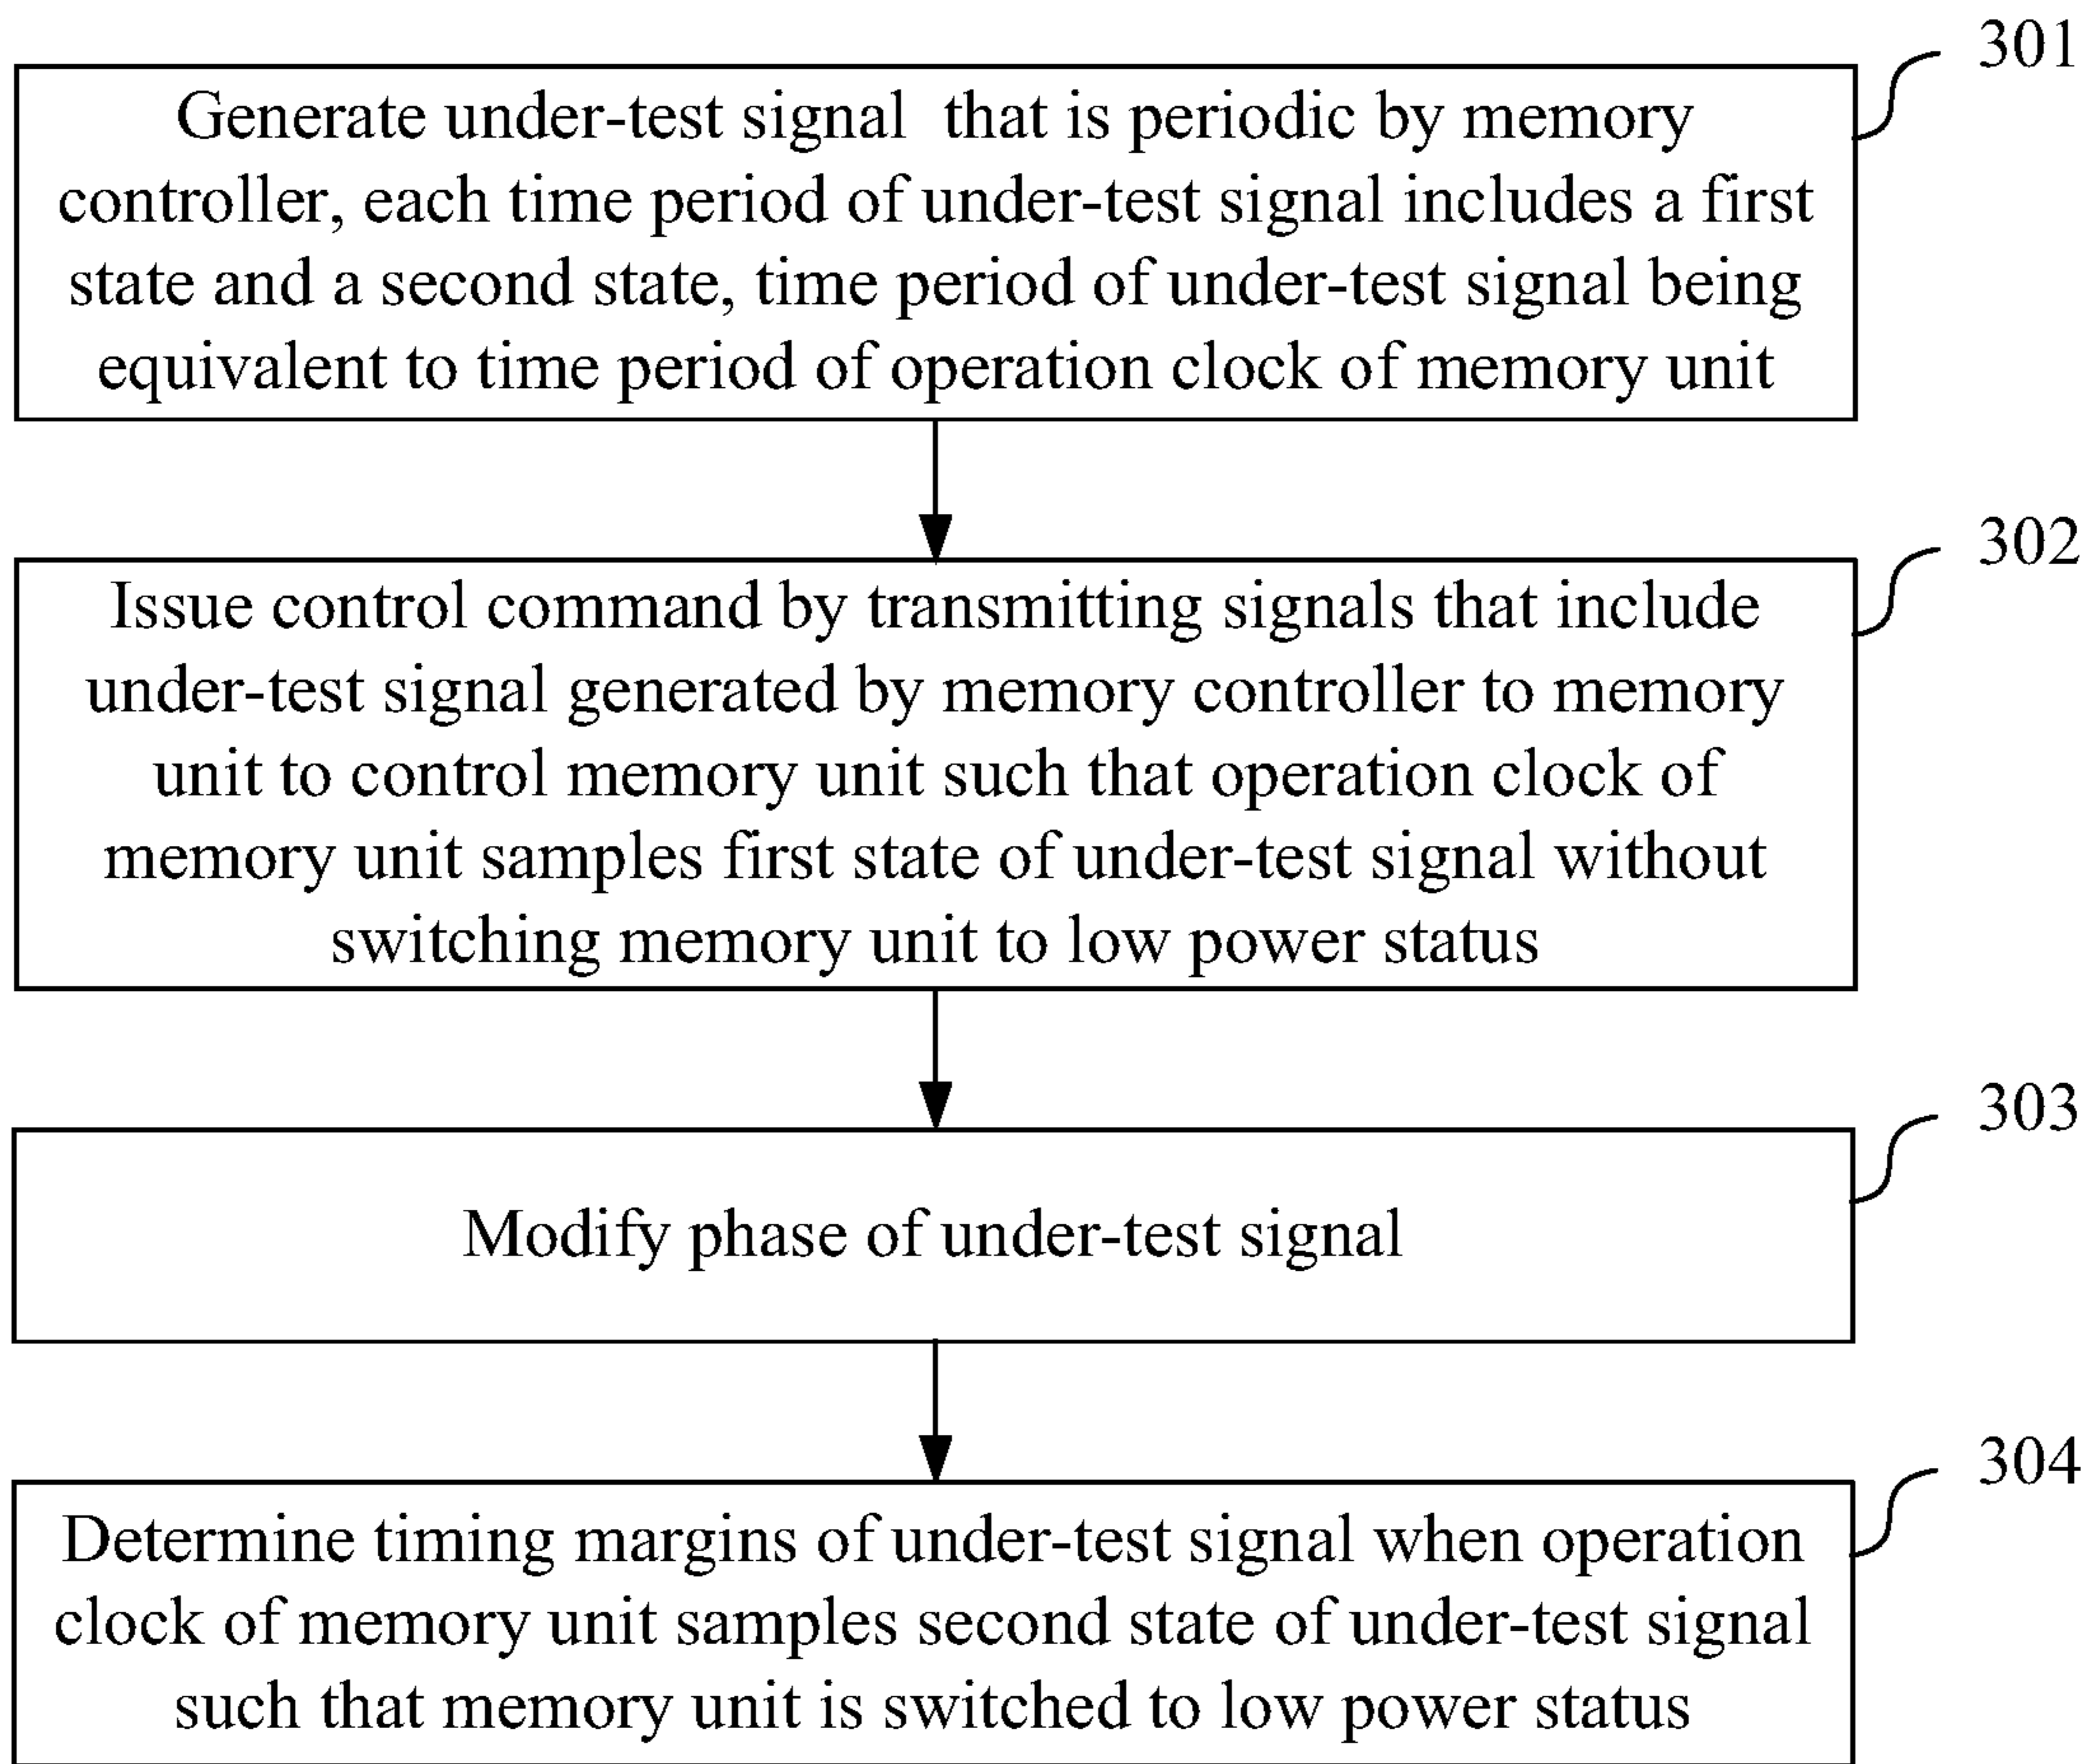 301
Generate under-test signal that is periodic by memory
controller, each time period of under-test signal includes a first
state and a second state, time period of under-test signal being
equivalent to time period of operation clock of memory unit
302
Issue control command by transmitting signals that include
under-test signal generated by memory controller to memory
unit to control memory unit such that operation clock of
memory unit samples first state of under-test signal without
switching memory unit to low power status
303
Modify phase of under-test signal
304
Determine timing margins of under-test signal when operation
clock of memory unit samples second state of under-test signal
such that memory unit is switched to low power status